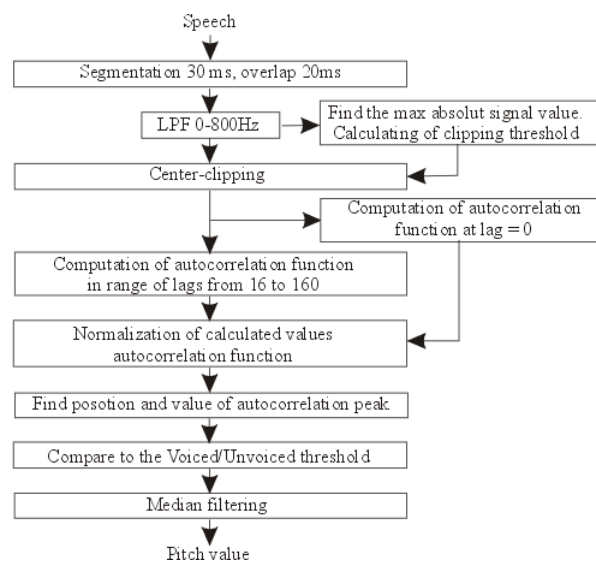 Speech
Segmentation 30 ms, overlap 20ms
LPF 0-800Hz
Find the max absolut signal value.
Calculating of clipping threshold
Center-clipping
Computation of autocorrelation
function at lag = 0
Computation of autocorrelation function
in range of lags from 16 to 160
Normalization of calculated values
autocorrelation function
Find posotion and value of autocorrelation peak
Compare to the Voiced/Unvoiced threshold
Median filtering
Pitch value